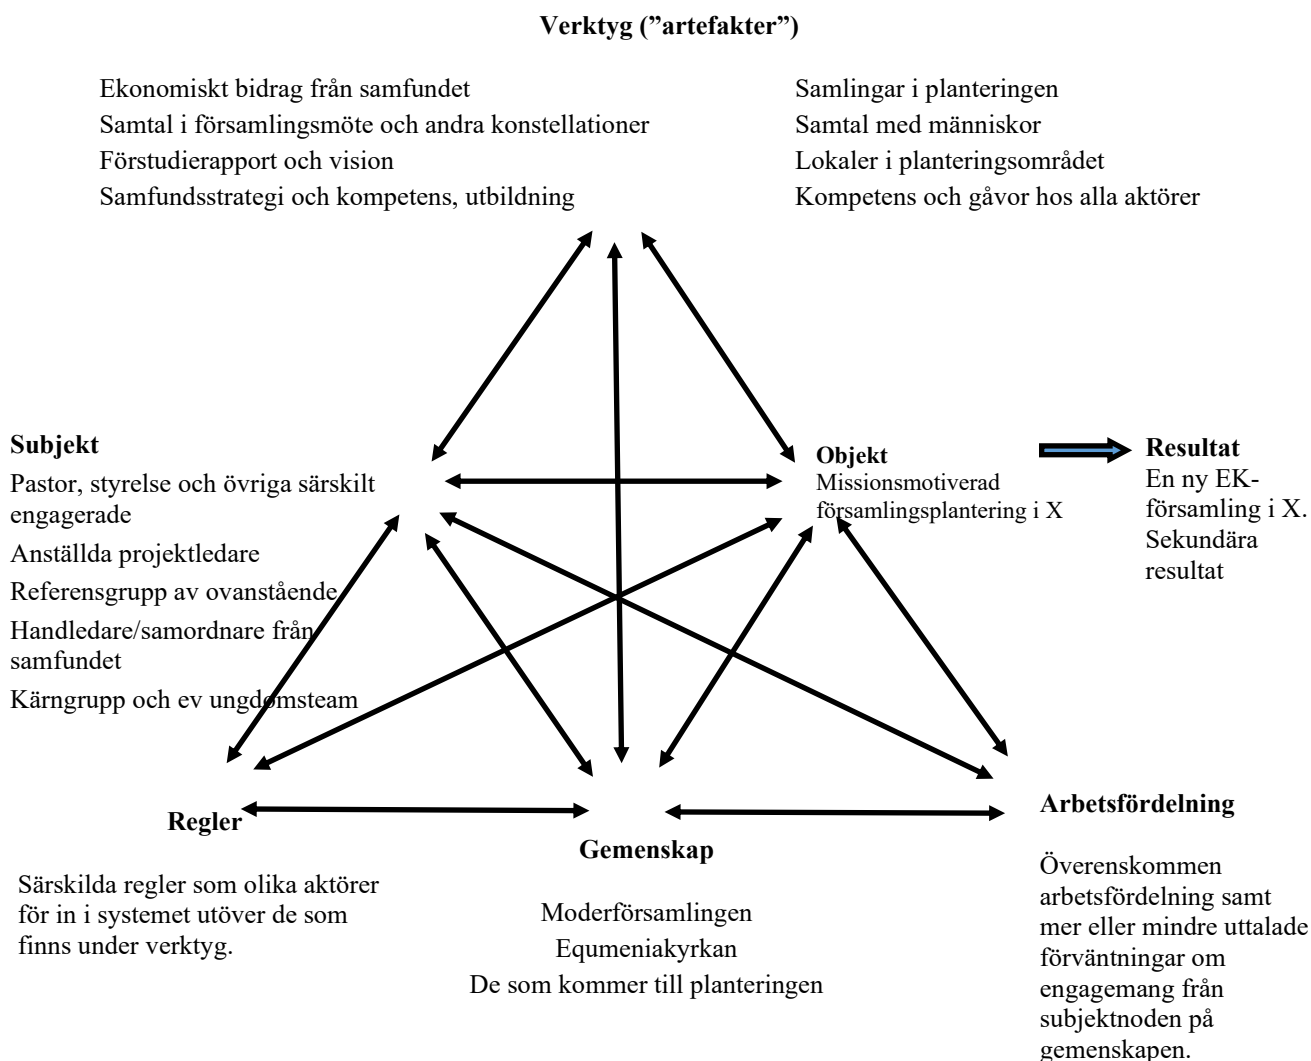 Verktyg (”artefakter”)
Ekonomiskt bidrag från samfundet
Samtal i församlingsmöte och andra konstellationer
Förstudierapport och vision
Samfundsstrategi och kompetens, utbildning
Samlingar i planteringen
Samtal med människor
Lokaler i planteringsområdet
Kompetens och gåvor hos alla aktörer
Subjekt
Pastor, styrelse och övriga särskilt
engagerade
Anställda projektledare
Referensgrupp av ovanstående
Handledare/samordnare från
samfundet
Kärngrupp och ev ungdomsteam
Objekt
Missionsmotiverad
församlingsplantering i X
Resultat
En ny EK-
församling i X.
Sekundära
resultat
Regler
Särskilda regler som olika aktörer
för in i systemet utöver de som
finns under verktyg.
Gemenskap
Moderförsamlingen
Equmeniakyrkan
De som kommer till planteringen
Arbetsfördelning
Överenskommen
arbetsfördelning samt
mer eller mindre uttalade
förväntningar om
engagemang från
subjektnoden på
gemenskapen.